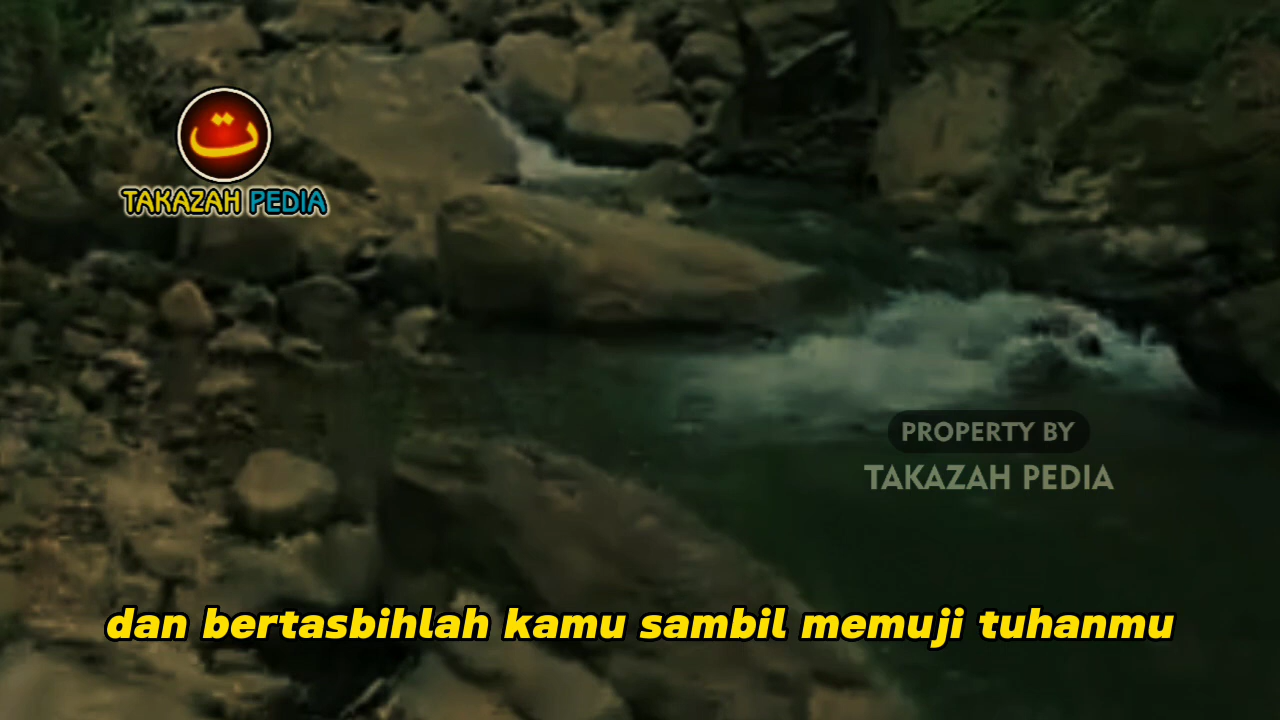 ت
TAKAZAH PEDIA
PROPERTY BY
TAKAZAH PEDIA
dan bertasbihlah kamu sambil memuji tuhanmu